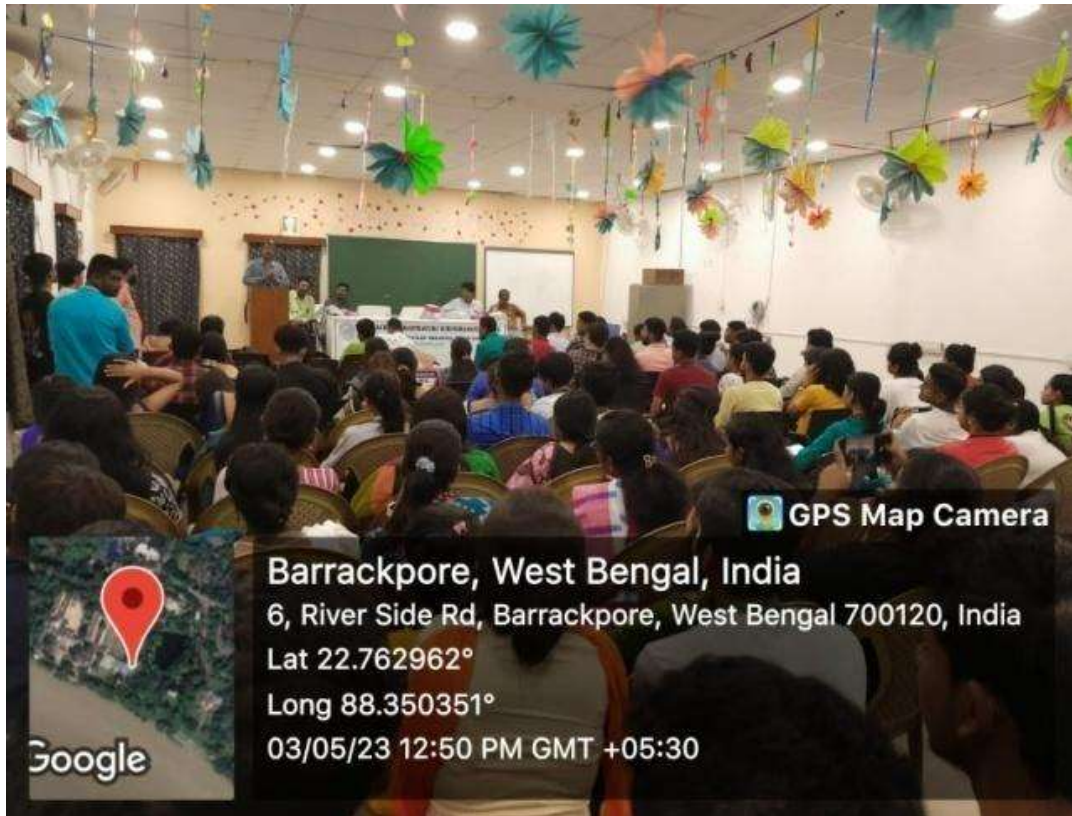 GPS Map Camera
Barrackpore, West Bengal, India
6, River Side Rd, Barrackpore, West Bengal 700120, India
Lat 22.762962°
Long 88.350351°
03/05/23 12:50 PM GMT +05:30
Google